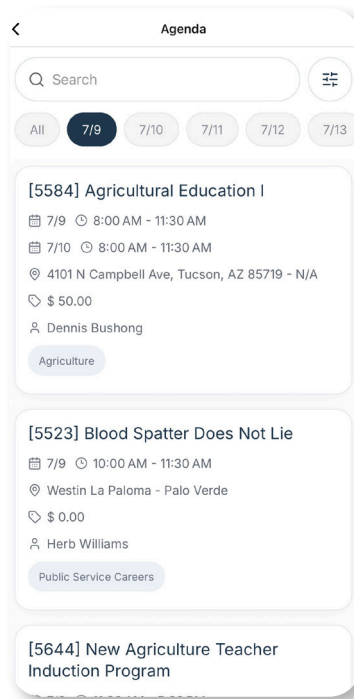 Agenda
Search
All 7/9 7/10 7/11 7/12 7/13
[5584] Agricultural Education I
7/9 8:00 AM - 11:30 AM
7/10 8:00 AM - 11:30 AM
4101 N Campbell Ave, Tucson, AZ 85719 - N/A
$ 50.00
Dennis Bushong
Agriculture
[5523] Blood Spatter Does Not Lie
7/9 10:00 AM - 11:30 AM
Westin La Paloma - Palo Verde
$ 0.00
Herb Williams
Public Service Careers
[5644] New Agriculture Teacher
Induction Program